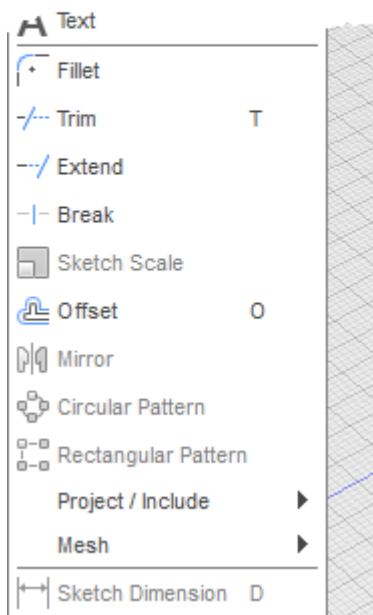 Text
Fillet
Trim T
Extend
Break
Sketch Scale
Offset O
Mirror
Circular Pattern
Rectangular Pattern
Project / Include
Mesh
Sketch Dimension D